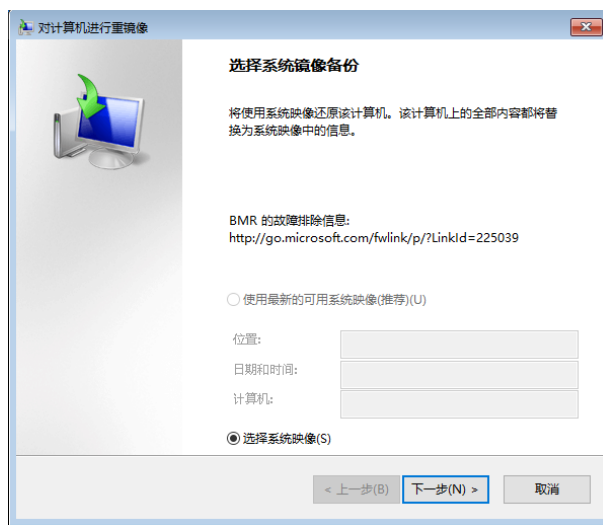 对计算机进行重镜像
选择系统镜像备份
将使用系统映像还原该计算机。该计算机上的全部内容都将替
换为系统映像中的信息。
BMR 的故障排除信息:
http://go.microsoft.com/fwlink/p/?LinkId=225039
使用最新的可用系统映像(推荐)(U)
位置:
日期和时间:
计算机:
选择系统映像(S)
< 上一步(B) 下一步(N) > 取消